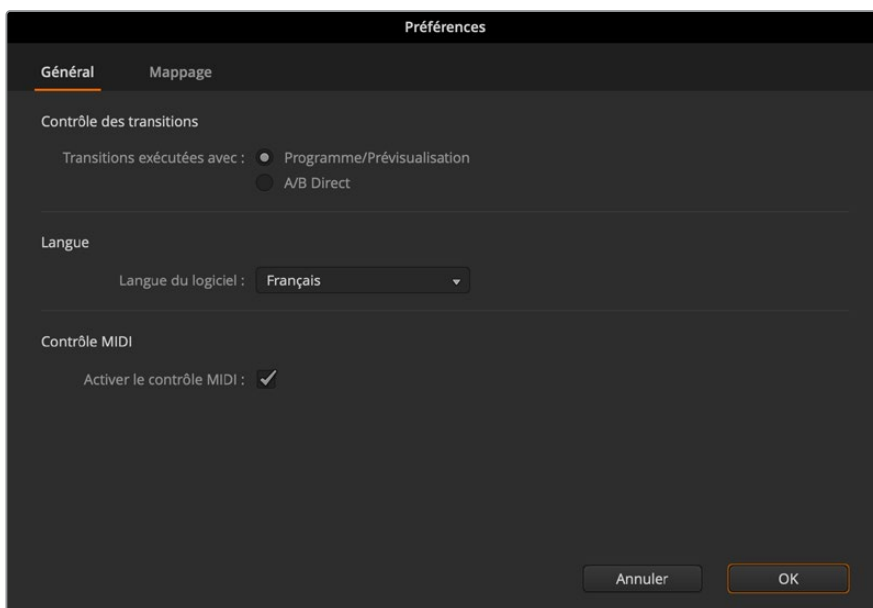 Préférences
Général Mappage
Contrôle des transitions
Transitions exécutées avec : Programme/Prévisualisation
A/B Direct
Langue
Langue du logiciel : Français
Contrôle MIDI
Activer le contrôle MIDI :
Annuler OK